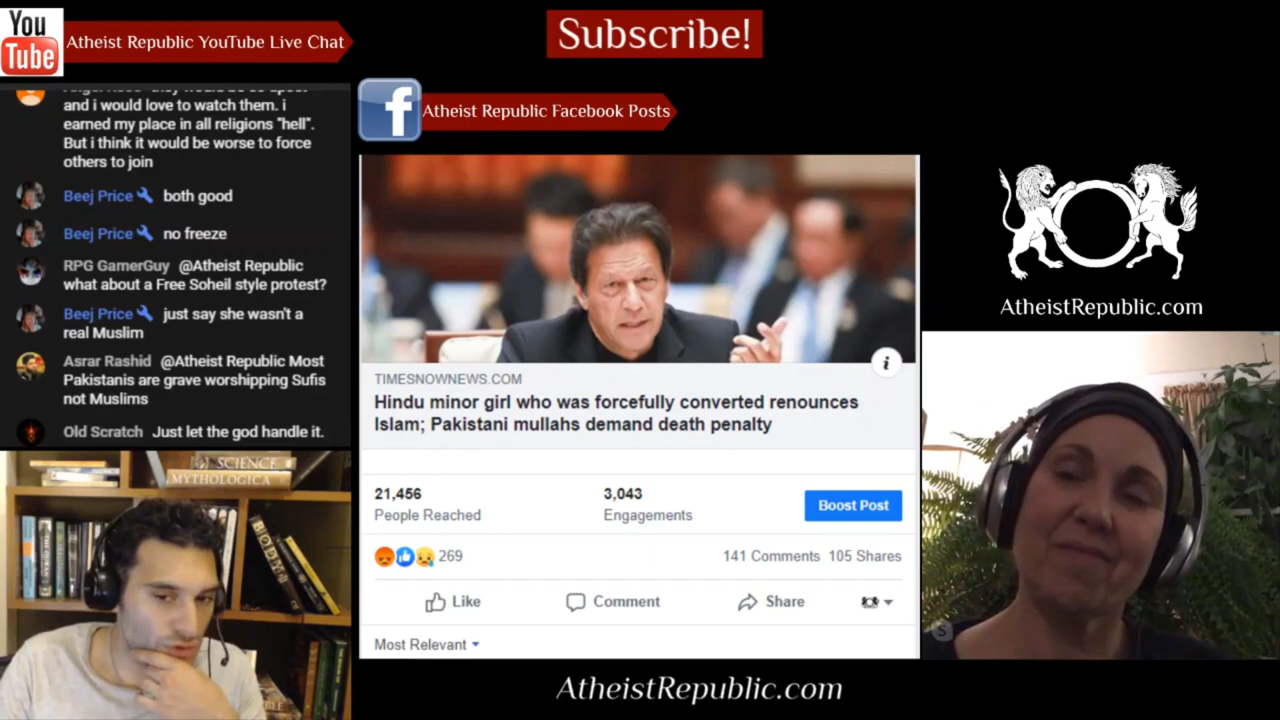 You
Tube
Atheist Republic YouTube Live Chat
Subscribe!
Atheist Republic Facebook Posts
and i would love to watch them. i
earned my place in all religions "hell".
But i think it would be worse to force
others to join
Beej Price both good
Beej Price no freeze
RPG GamerGuy @Atheist Republic
what about a Free Soheil style protest?
Beej Price just say she wasn't a
real Muslim
Asrar Rashid @Atheist Republic Most
Pakistanis are grave worshipping Sufis
not Muslims
Old Scratch Just let the god handle it.
f
i
TIMESNOWNEWS.COM
Hindu minor girl who was forcefully converted renounces
Islam; Pakistani mullahs demand death penalty
21,456
People Reached
3,043
Engagements
Boost Post
269
141 Comments 105 Shares
Like
Comment
Share
Most Relevant
AtheistRepublic.com
SCIENCE
MYTHOLOGICA
BODY
S
AtheistRepublic.com